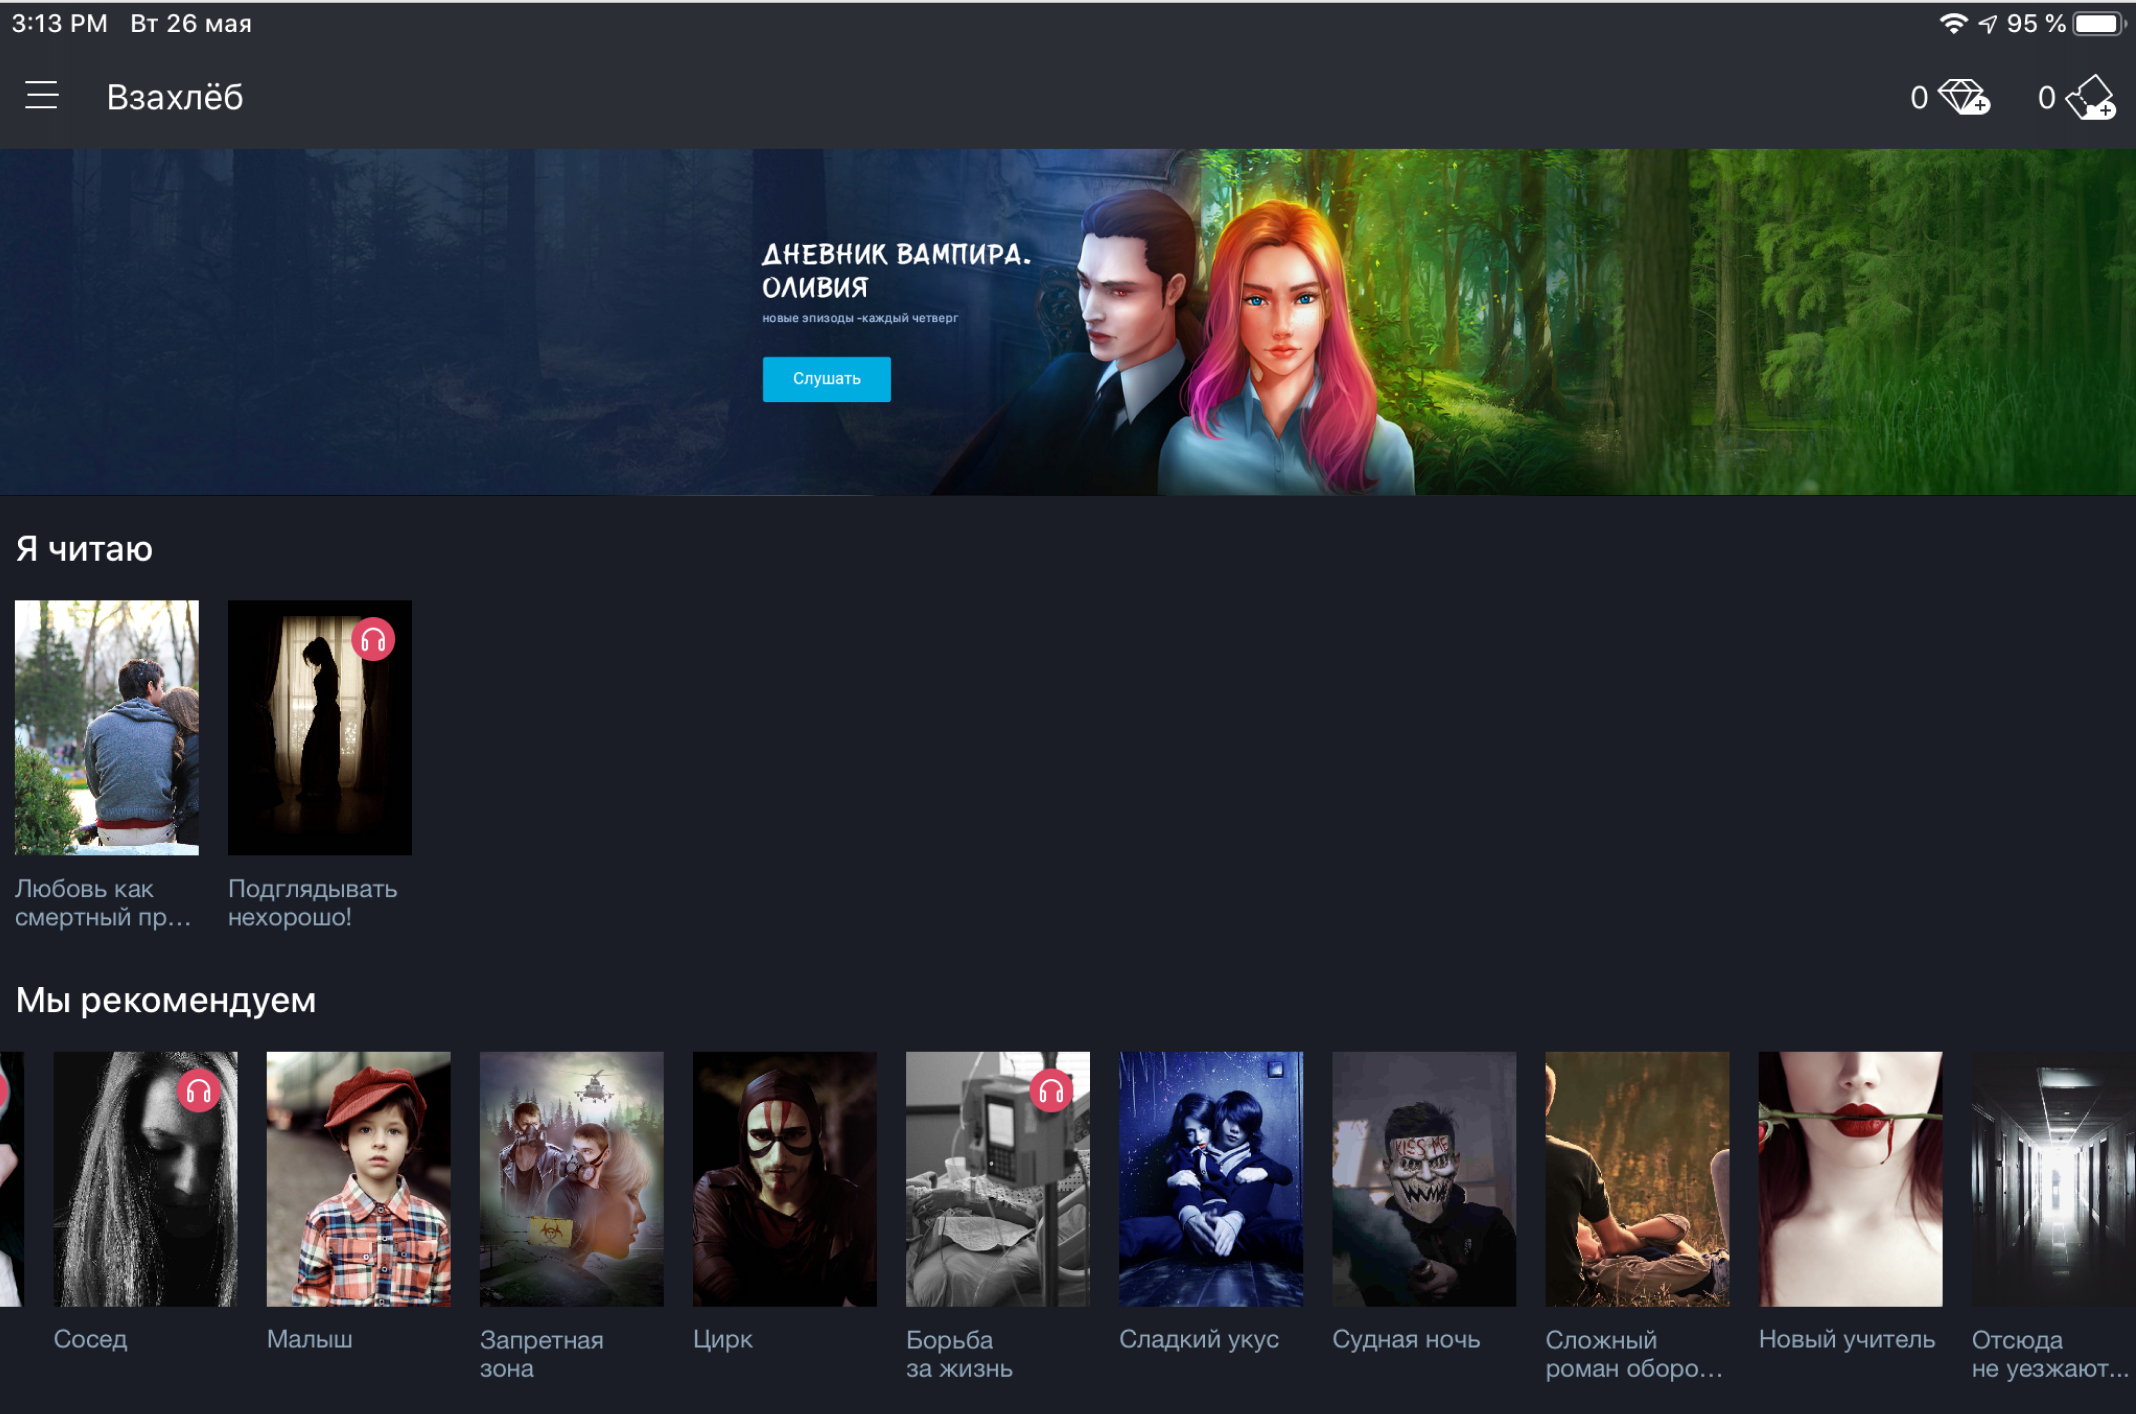 3:13 PM Вт 26 мая
95 %
Взахлёб
0
0
ДНЕВНИК ВАМПИРА.
ОЛИВИЯ
новые эпизоды -каждый четверг
Слушать
Я читаю
Любовь как
смертный пр...
Подглядывать
нехорошо!
Мы рекомендуем
KISS ME
Сосед
Малыш
Запретная
зона
Цирк
Борьба
за жизнь
Сладкий укус
Судная ночь
Сложный
роман оборо...
Новый учитель
Отсюда
не уезжают...